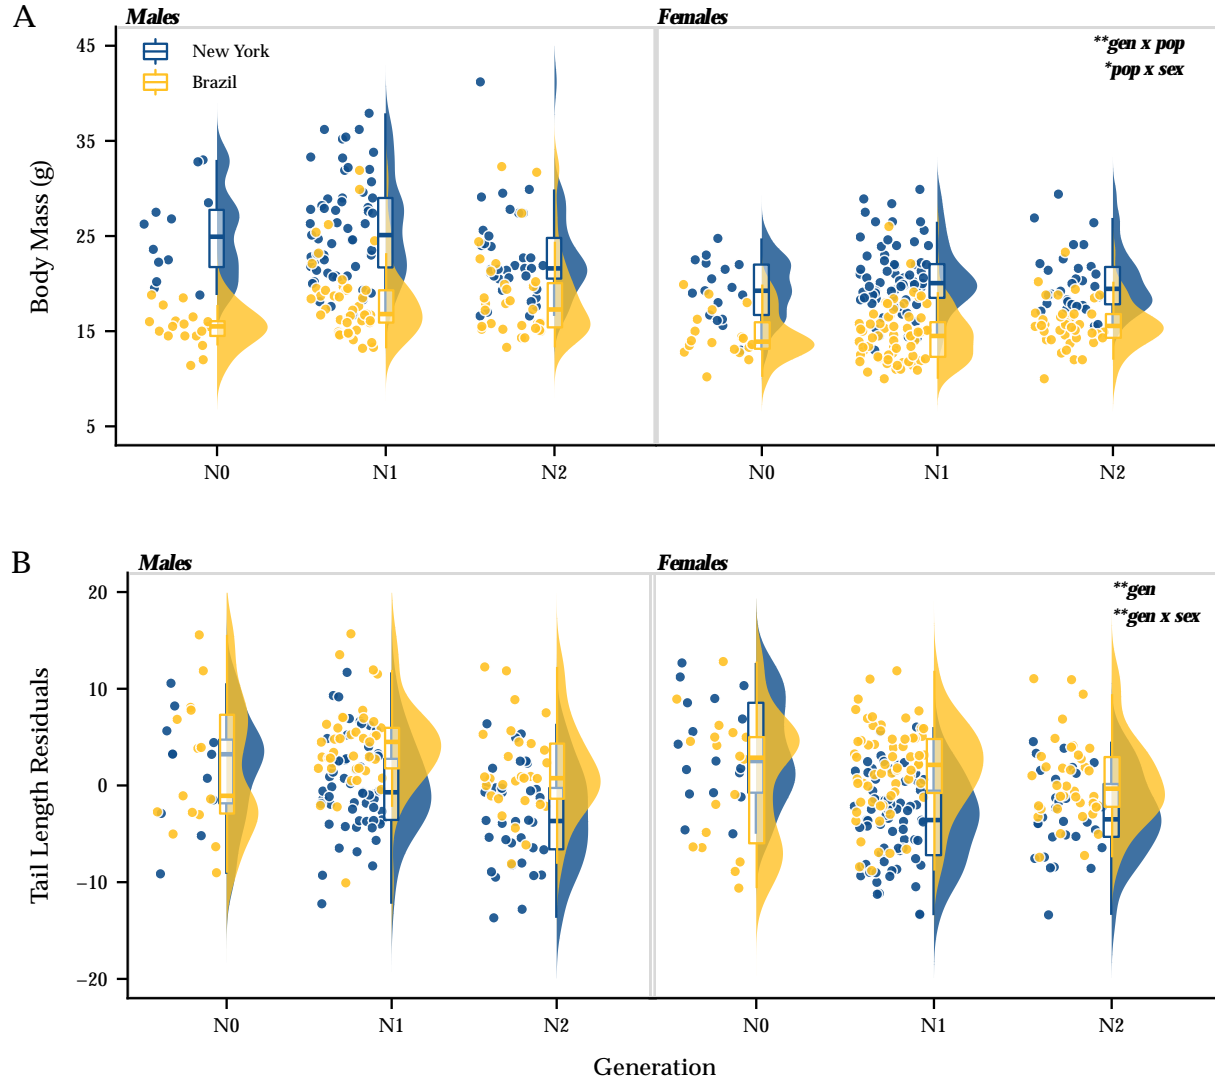 A
Males
Females
New York
Brazil
**gen x pop
*pop x sex
Body Mass (g)
45
35
25
15
5
N0
N1
N2
N0
N1
N2
B
Males
Females
**gen
**gen x sex
Tail Length Residuals
20
10
0
−10
−20
N0
N1
N2
N0
N1
N2
Generation